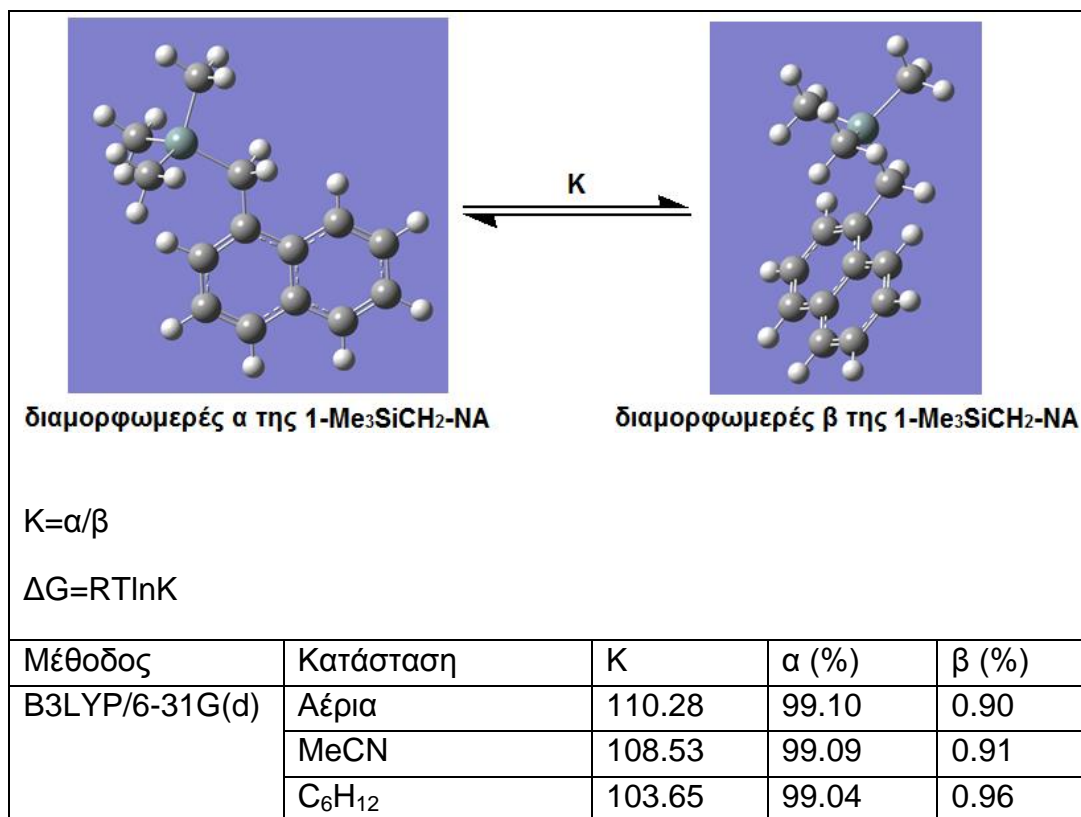 K
διαμορφωμερές α της 1-Me₃SiCH₂-NA
διαμορφωμερές β της 1-Me₃SiCH₂-NA
K=α/β
ΔG=RTlnK
Μέθοδος Κατάσταση K α (%) β (%)
B3LYP/6-31G(d) Αέρια 110.28 99.10 0.90
MeCN 108.53 99.09 0.91
C₆H₁₂ 103.65 99.04 0.96